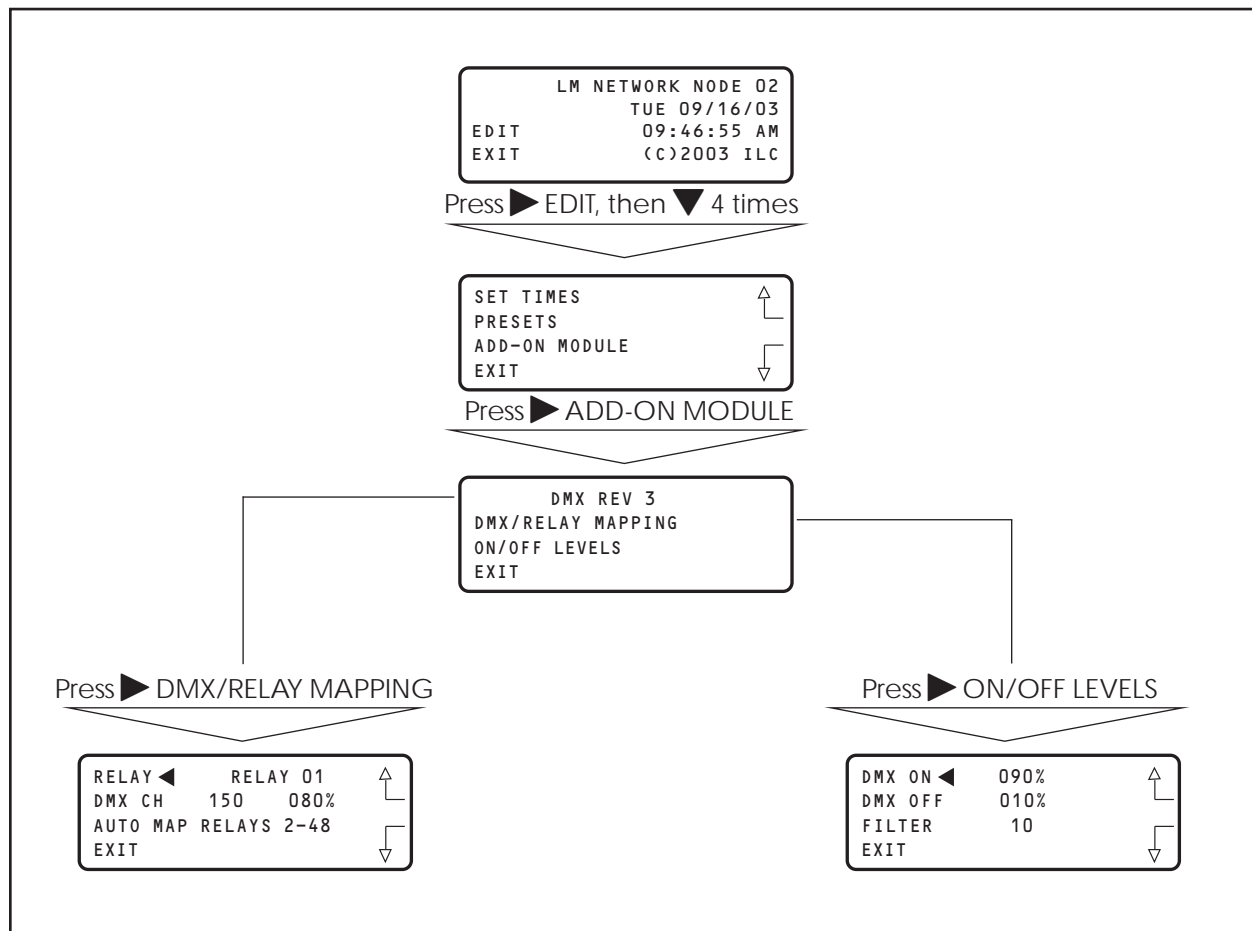 LM NETWORK NODE 02
TUE 09/16/03
EDIT 09:46:55 AM
EXIT (C)2003 ILC
Press ▶ EDIT, then ▼ 4 times
SET TIMES
PRESETS
ADD-ON MODULE
EXIT
Press ▶ ADD-ON MODULE
DMX REV 3
DMX/RELAY MAPPING
ON/OFF LEVELS
EXIT
Press ▶ DMX/RELAY MAPPING
RELAY ◀ RELAY 01
DMX CH 150 080%
AUTO MAP RELAYS 2-48
EXIT
Press ▶ ON/OFF LEVELS
DMX ON ◀ 090%
DMX OFF 010%
FILTER 10
EXIT